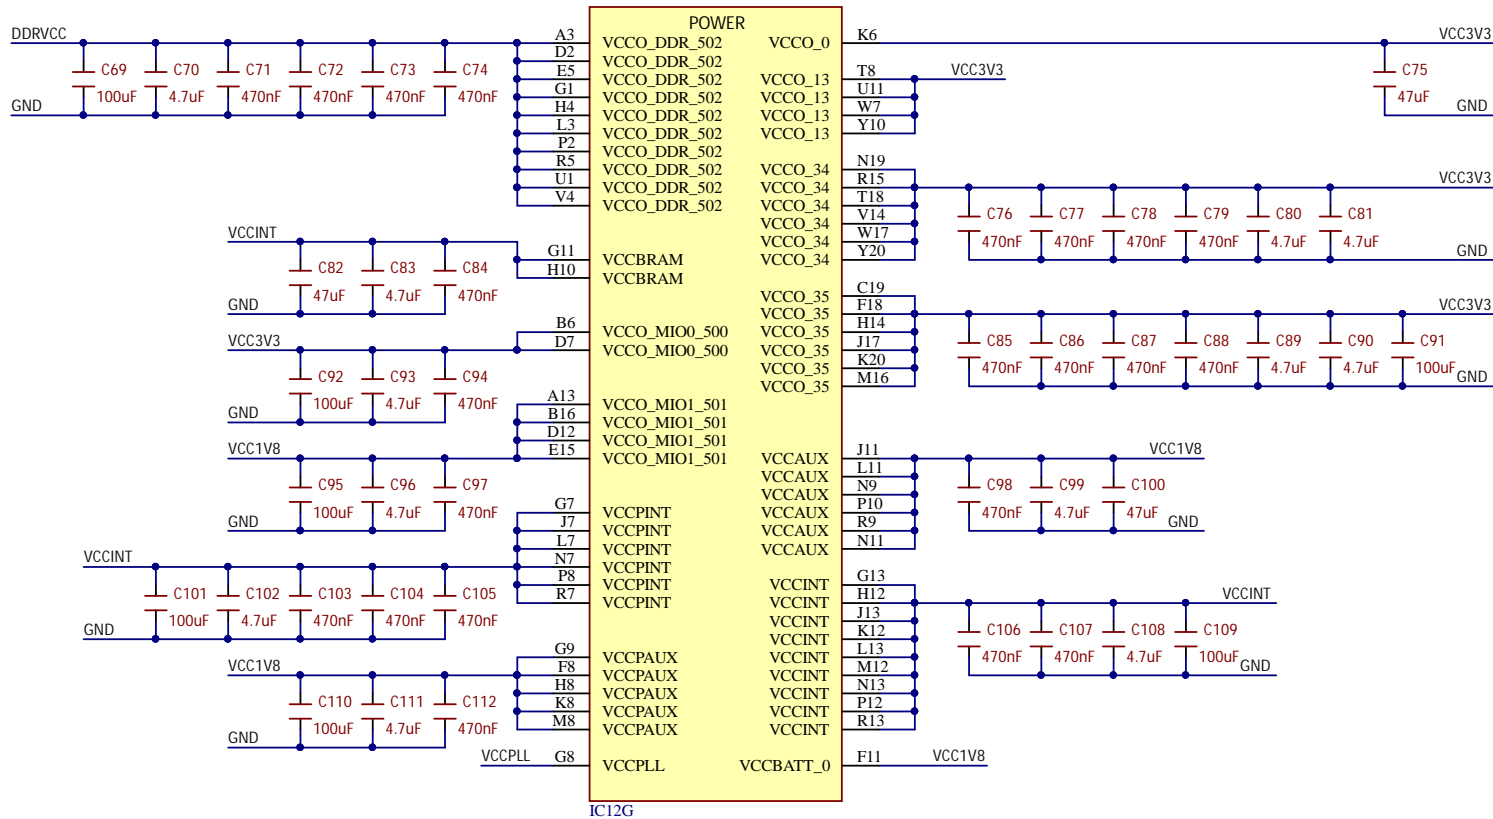 POWER
DDRVCC
C69 C70 C71 C72 C73 C74
100uF 4.7uF 470nF 470nF 470nF 470nF
GND
A3 VCCO_DDR_502
D2 VCCO_DDR_502
E5 VCCO_DDR_502
G1 VCCO_DDR_502
H4 VCCO_DDR_502
L3 VCCO_DDR_502
P2 VCCO_DDR_502
R5 VCCO_DDR_502
U1 VCCO_DDR_502
V4 VCCO_DDR_502
VCCINT
C82 C83 C84
47uF 4.7uF 470nF
GND
G11 VCCBRAM
H10 VCCBRAM
VCC3V3
C92 C93 C94
100uF 4.7uF 470nF
GND
B6 VCCO_MIO0_500
D7 VCCO_MIO0_500
VCC1V8
C95 C96 C97
100uF 4.7uF 470nF
GND
A13 VCCO_MIO1_501
B16 VCCO_MIO1_501
D12 VCCO_MIO1_501
E15 VCCO_MIO1_501
VCCINT
C101 C102 C103 C104 C105
100uF 4.7uF 470nF 470nF 470nF
GND
G7 VCCPINT
J7 VCCPINT
L7 VCCPINT
N7 VCCPINT
P8 VCCPINT
R7 VCCPINT
VCC1V8
C110 C111 C112
100uF 4.7uF 470nF
GND
G9 VCCPAUX
F8 VCCPAUX
H8 VCCPAUX
K8 VCCPAUX
M8 VCCPAUX
VCCPLL G8 VCCPLL
VCCO_0 K6 VCC3V3
C75
47uF
GND
VCCO_13 T8 VCC3V3
VCCO_13 U11
VCCO_13 W7
VCCO_13 Y10
VCCO_34 N19
VCCO_34 R15 VCC3V3
VCCO_34 T18
VCCO_34 V14
VCCO_34 W17
VCCO_34 Y20
C76 C77 C78 C79 C80 C81
470nF 470nF 470nF 470nF 4.7uF 4.7uF
GND
VCCO_35 C19
VCCO_35 F18 VCC3V3
VCCO_35 H14
VCCO_35 J17
VCCO_35 K20
VCCO_35 M16
C85 C86 C87 C88 C89 C90 C91
470nF 470nF 470nF 470nF 4.7uF 4.7uF 100uF
GND
VCCAUX J11 VCC1V8
VCCAUX L11
VCCAUX N9
VCCAUX P10
VCCAUX R9
VCCAUX N11
C98 C99 C100
470nF 4.7uF 47uF
GND
VCCINT G13
VCCINT H12 VCCINT
VCCINT J13
VCCINT K12
VCCINT L13
VCCINT M12
VCCINT N13
VCCINT P12
VCCINT R13
C106 C107 C108 C109
470nF 470nF 4.7uF 100uF
GND
VCCBATT_0 F11 VCC1V8
IC12G